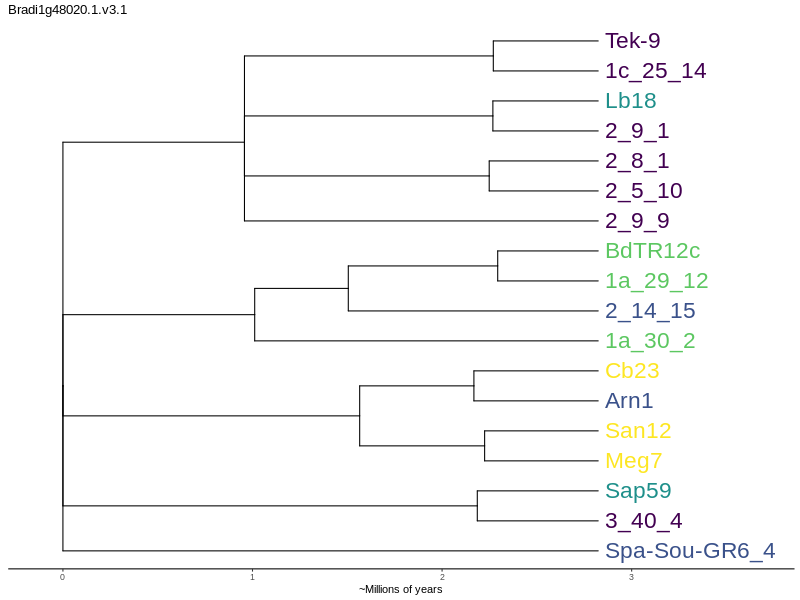 Bradi1g48020.1.v3.1
Tek-9
1c_25_14
Lb18
2_9_1
2_8_1
2_5_10
2_9_9
BdTR12c
1a_29_12
2_14_15
1a_30_2
Cb23
Arn1
San12
Meg7
Sap59
3_40_4
Spa-Sou-GR6_4
0 1 2 3
~Millions of years